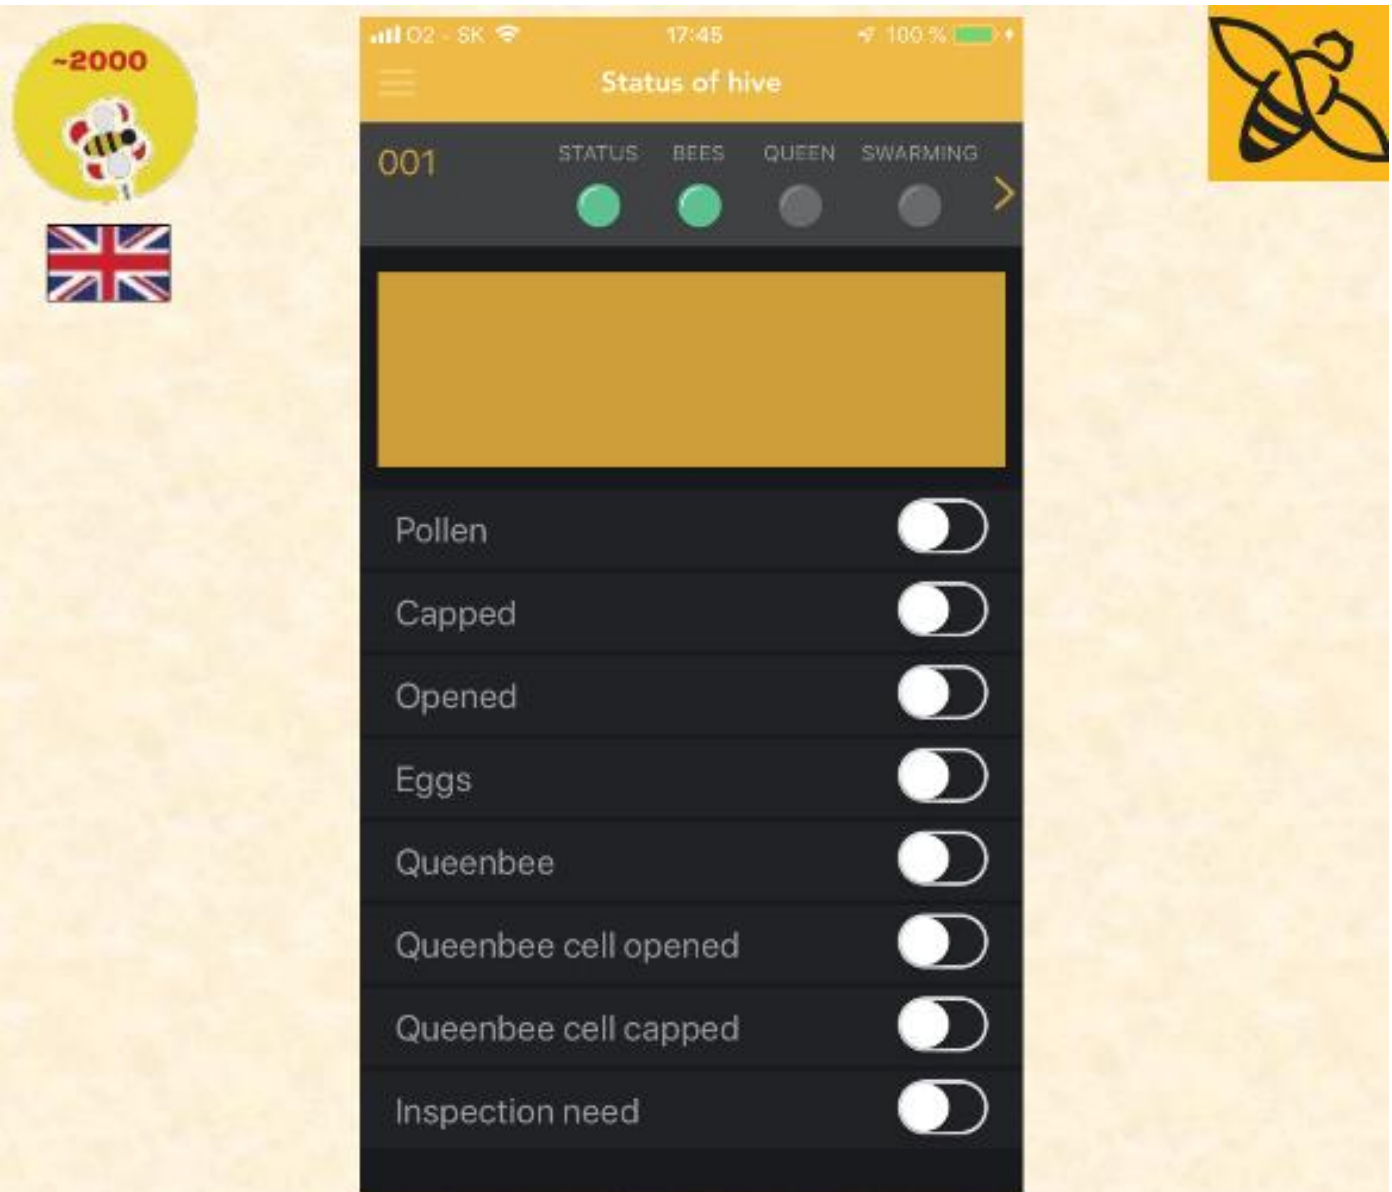 ~2000
O2 - SK 17:45 100 %
Status of hive
001 STATUS BEES QUEEN SWARMING
Pollen
Capped
Opened
Eggs
Queenbee
Queenbee cell opened
Queenbee cell capped
Inspection need